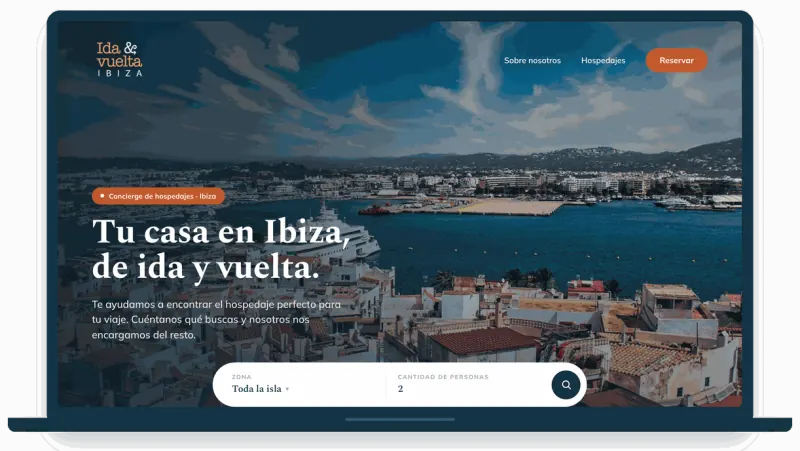 Ida &
vuelta
IBIZA
Sobre nosotros
Hospedajes
Reservar
Concierge de hospedajes · Ibiza
Tu casa en Ibiza,
de ida y vuelta.
Te ayudamos a encontrar el hospedaje perfecto para
tu viaje. Cuéntanos qué buscas y nosotros nos
encargamos del resto.
ZONA
Toda la isla
CANTIDAD DE PERSONAS
2